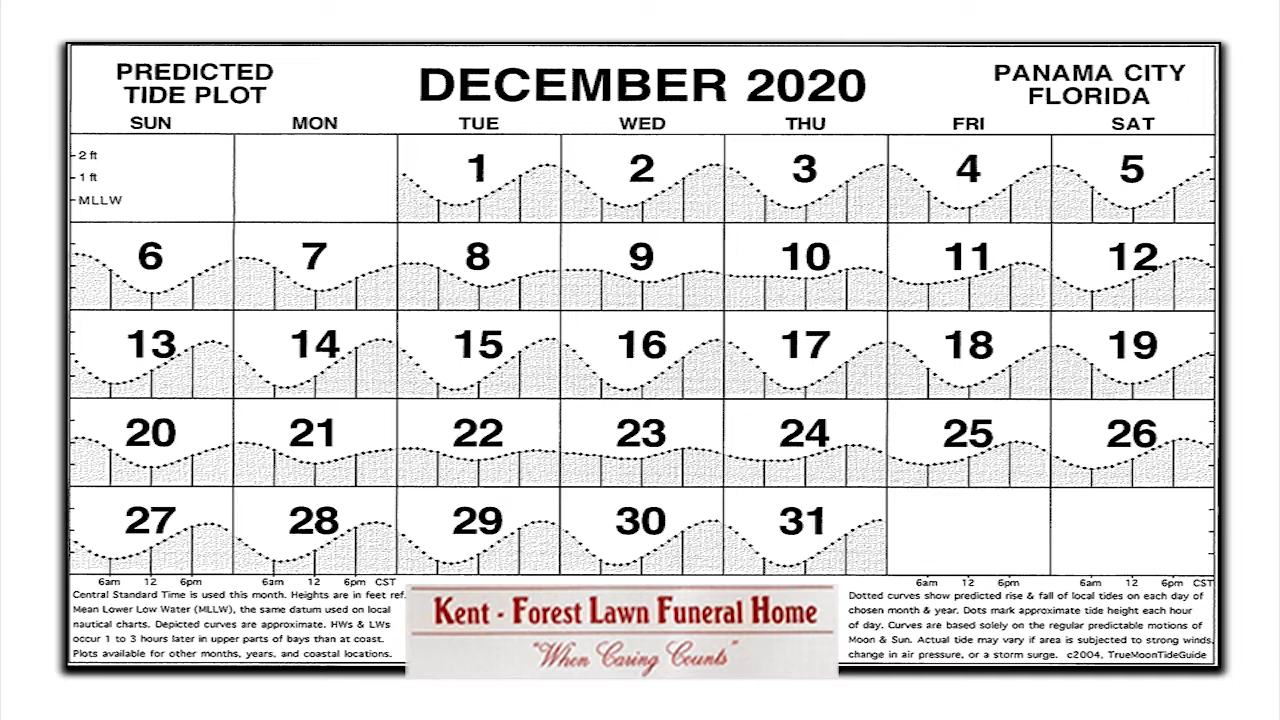 PREDICTED
TIDE PLOT
DECEMBER 2020
PANAMA CITY
FLORIDA
SUN MON TUE WED THU FRI SAT
2 ft
1 ft
MLLW
1 2 3 4 5
6 7 8 9 10 11 12
13 14 15 16 17 18 19
20 21 22 23 24 25 26
27 28 29 30 31
6am 12 6pm 6am 12 6pm CST 6am 12 6pm 6am 12 6pm CST
Central Standard Time is used this month. Heights are in feet ref.
Mean Lower Low Water (MLLW), the same datum used on local
nautical charts. Depicted curves are approximate. HWs & LWs
occur 1 to 3 hours later in upper parts of bays than at coast.
Plots available for other months, years, and coastal locations.
Kent - Forest Lawn Funeral Home
"When Caring Counts"
Dotted curves show predicted rise & fall of local tides on each day of
chosen month & year. Dots mark approximate tide height each hour
of day. Curves are based solely on the regular predictable motions of
Moon & Sun. Actual tide may vary if area is subjected to strong winds,
change in air pressure, or a storm surge. c2004, TrueMoonTideGuide